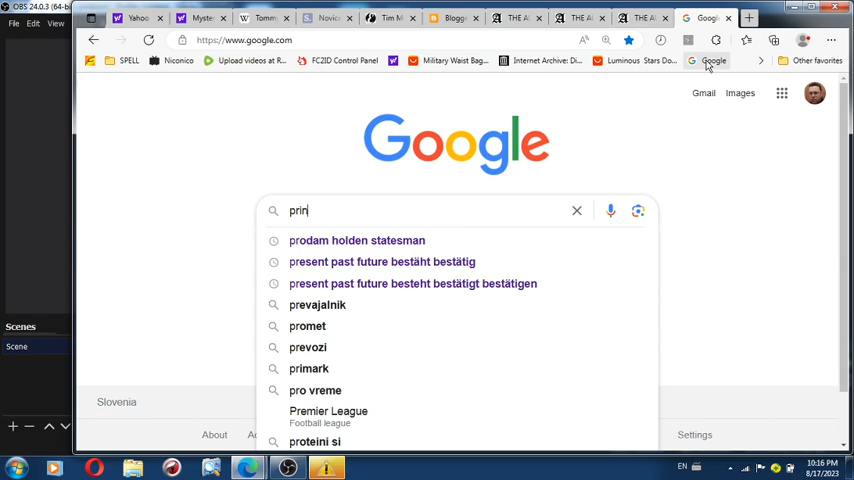 OBS 24.0.3 (64-bi
File Edit View
Yahoo
Myste
Tomm
Novic
Tim M
Blogg
THE Al
THE Al
THE Al
Googl
https://www.google.com
SPELL
Niconico
Upload videos at R...
FC2ID Control Panel
Military Waist Bag...
Internet Archive: Di...
Luminous Stars Do...
Google
Other favorites
Gmail Images
Google
prin
prodam holden statesman
present past future bestäht bestätig
present past future besteht bestätigt bestätigen
prevajalnik
promet
prevozi
primark
pro vreme
Premier League
Football league
proteini si
Scenes
Scene
Slovenia
About
Settings
EN
10:16 PM
8/17/2023